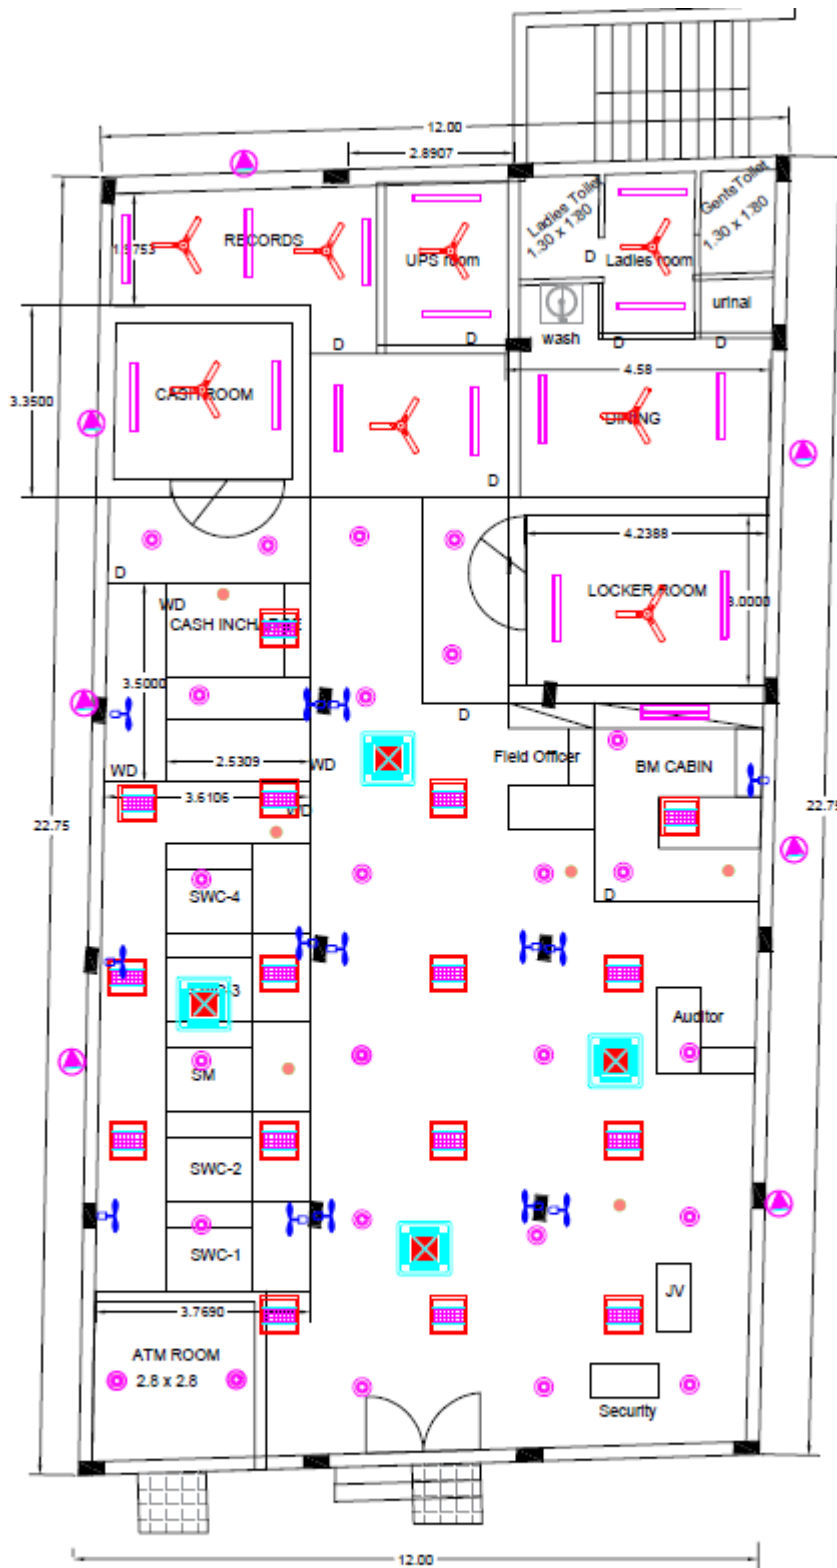 12.00
2.8907
Ladies Toilet
1.30 x 1.80
Gents Toilet
1.30 x 1.80
RECORDS
UPS room
D
Ladies room
urinal
wash
D
D
D
D
4.58
3.3500
CASH ROOM
DINING
D
4.2388
D
LOCKER ROOM
3.0000
WD
CASH INCHARGE
3.5000
D
Field Officer
BM CABIN
2.5309
WD
WD
3.6106
WD
22.75
22.75
SWC-4
D
SWC-3
Auditor
SM
SWC-2
SWC-1
JV
3.7690
ATM ROOM
2.8 x 2.8
Security
12.00